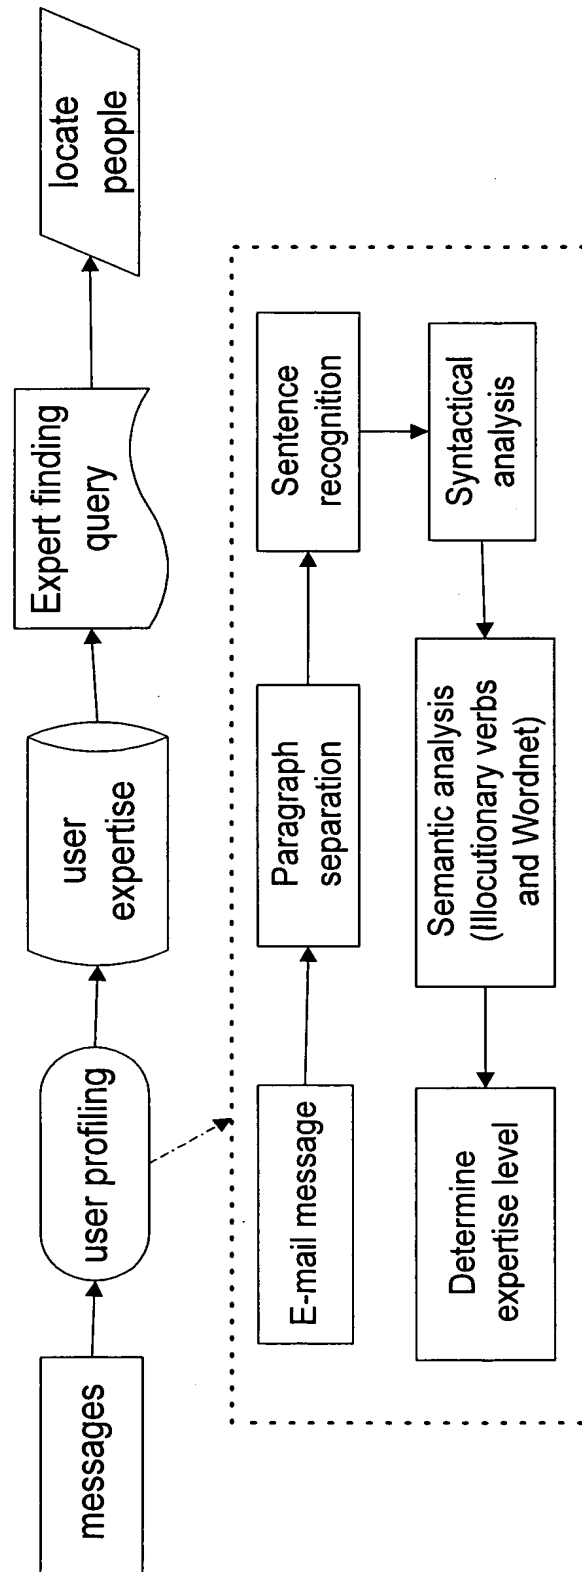 messages
user profiling
user
expertise
Expert finding
query
locate
people
E-mail message
Paragraph
separation
Sentence
recognition
Syntactical
analysis
Semantic analysis
(Illocutionary verbs
and Wordnet)
Determine
expertise level